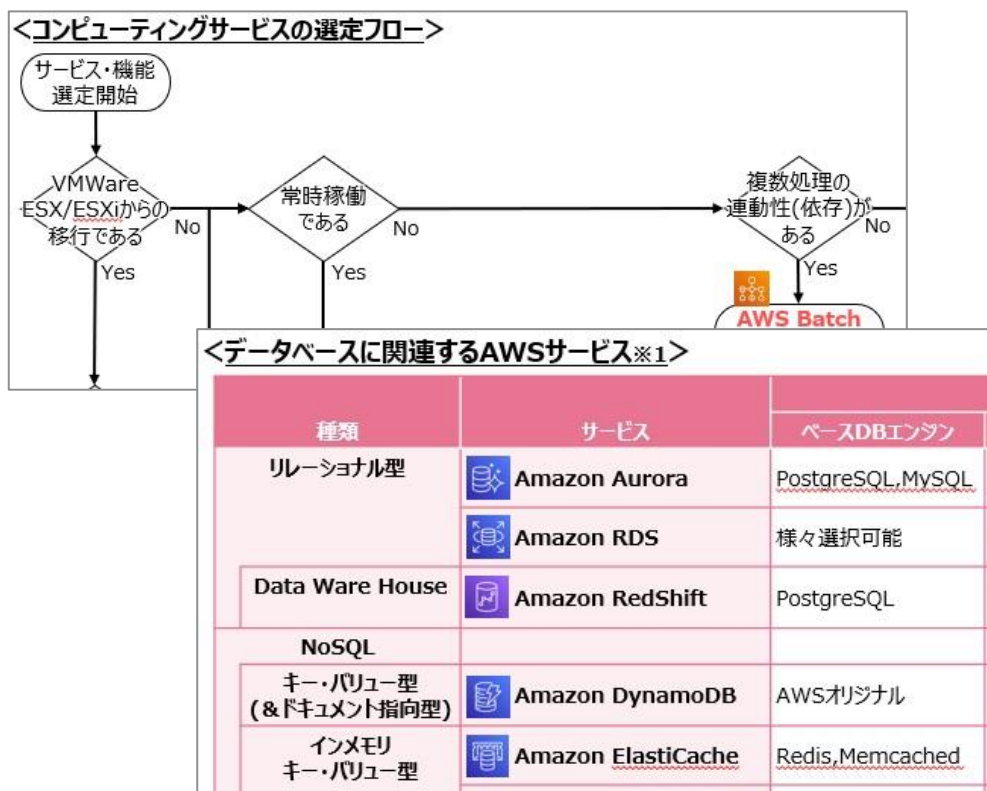 ＜コンピューティングサービスの選定フロー＞
サービス・機能
選定開始
VMWare
ESX/ESXiからの
移行である
No
Yes
常時稼働
である
No
Yes
複数処理の
連動性(依存)が
ある
No
Yes
AWS Batch
＜データベースに関連するAWSサービス※1＞
種類
サービス
ベースDBエンジン
リレーショナル型
Amazon Aurora
PostgreSQL,MySQL
Amazon RDS
様々選択可能
Data Ware House
Amazon RedShift
PostgreSQL
NoSQL
キー・バリュー型
(&ドキュメント指向型)
Amazon DynamoDB
AWSオリジナル
インメモリ
キー・バリュー型
Amazon ElastiCache
Redis,Memcached